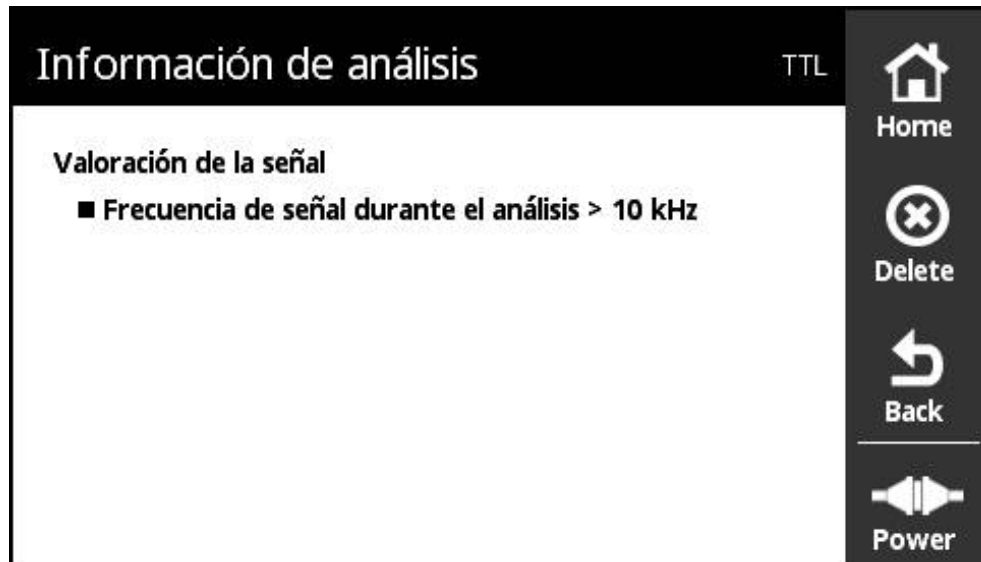 Información de análisis
TTL
Home
Valoración de la señal
Frecuencia de señal durante el análisis > 10 kHz
Delete
Back
Power